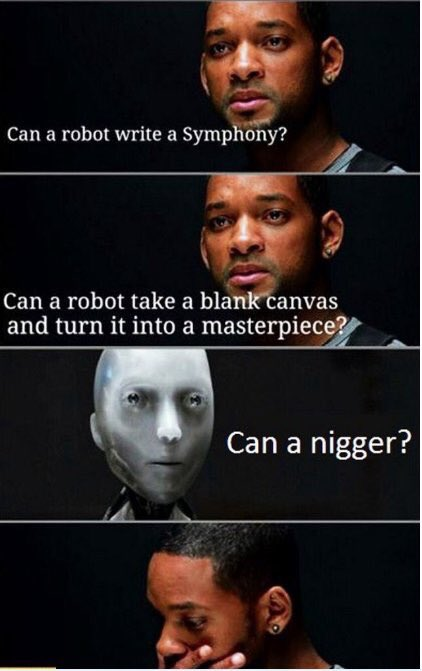 Can a robot write a Symphony?
Can a robot take a blank canvas
and turn it into a masterpiece?
Can a nigger?